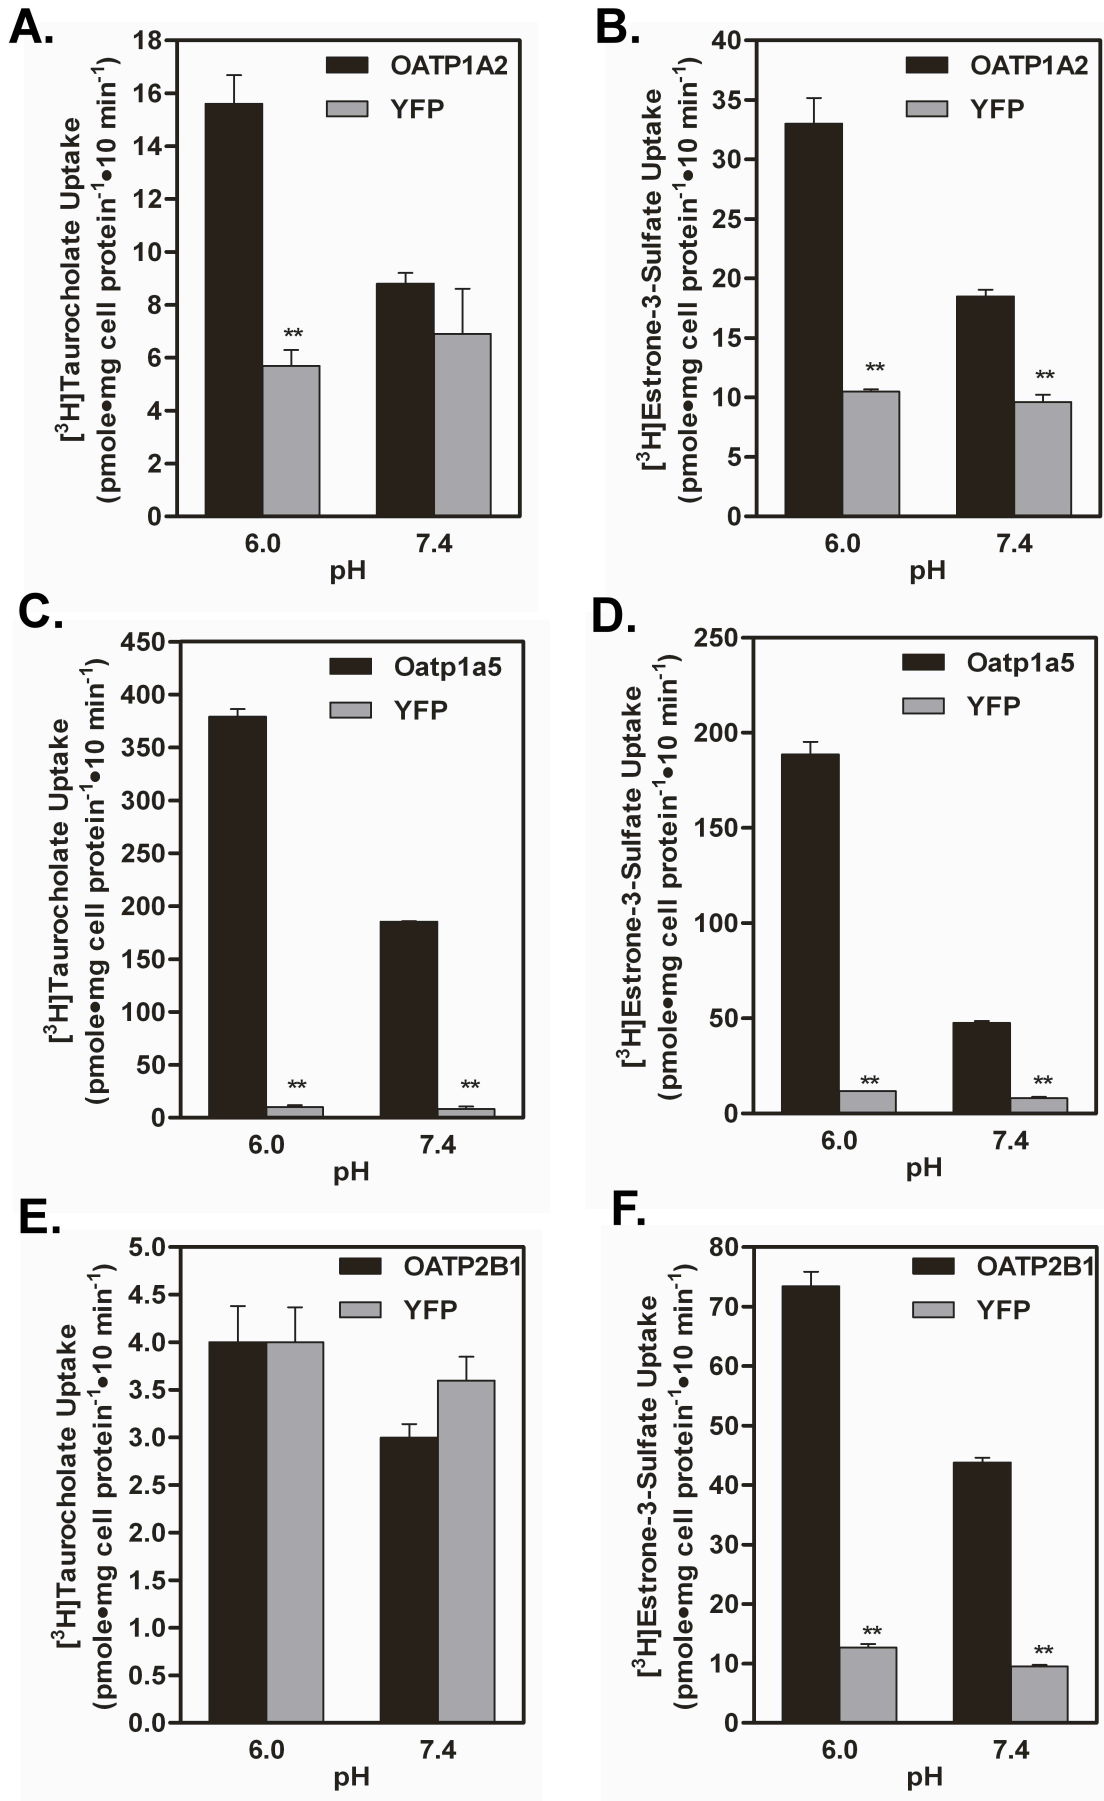 A.
[³H]Taurocholate Uptake
(pmole•mg cell protein⁻¹•10 min⁻¹)
18
16
14
12
10
8
6
4
2
0
OATP1A2
YFP
**
6.0 7.4
pH
B.
[³H]Estrone-3-Sulfate Uptake
(pmole•mg cell protein⁻¹•10 min⁻¹)
40
35
30
25
20
15
10
5
0
OATP1A2
YFP
**
**
6.0 7.4
pH
C.
[³H]Taurocholate Uptake
(pmole•mg cell protein⁻¹•10 min⁻¹)
450
400
350
300
250
200
150
100
50
0
Oatp1a5
YFP
**
**
6.0 7.4
pH
D.
[³H]Estrone-3-Sulfate Uptake
(pmole•mg cell protein⁻¹•10 min⁻¹)
250
200
150
100
50
0
Oatp1a5
YFP
**
**
6.0 7.4
pH
E.
[³H]Taurocholate Uptake
(pmole•mg cell protein⁻¹•10 min⁻¹)
5.0
4.5
4.0
3.5
3.0
2.5
2.0
1.5
1.0
0.5
0.0
OATP2B1
YFP
6.0 7.4
pH
F.
[³H]Estrone-3-Sulfate Uptake
(pmole•mg cell protein⁻¹•10 min⁻¹)
80
70
60
50
40
30
20
10
0
OATP2B1
YFP
**
**
6.0 7.4
pH